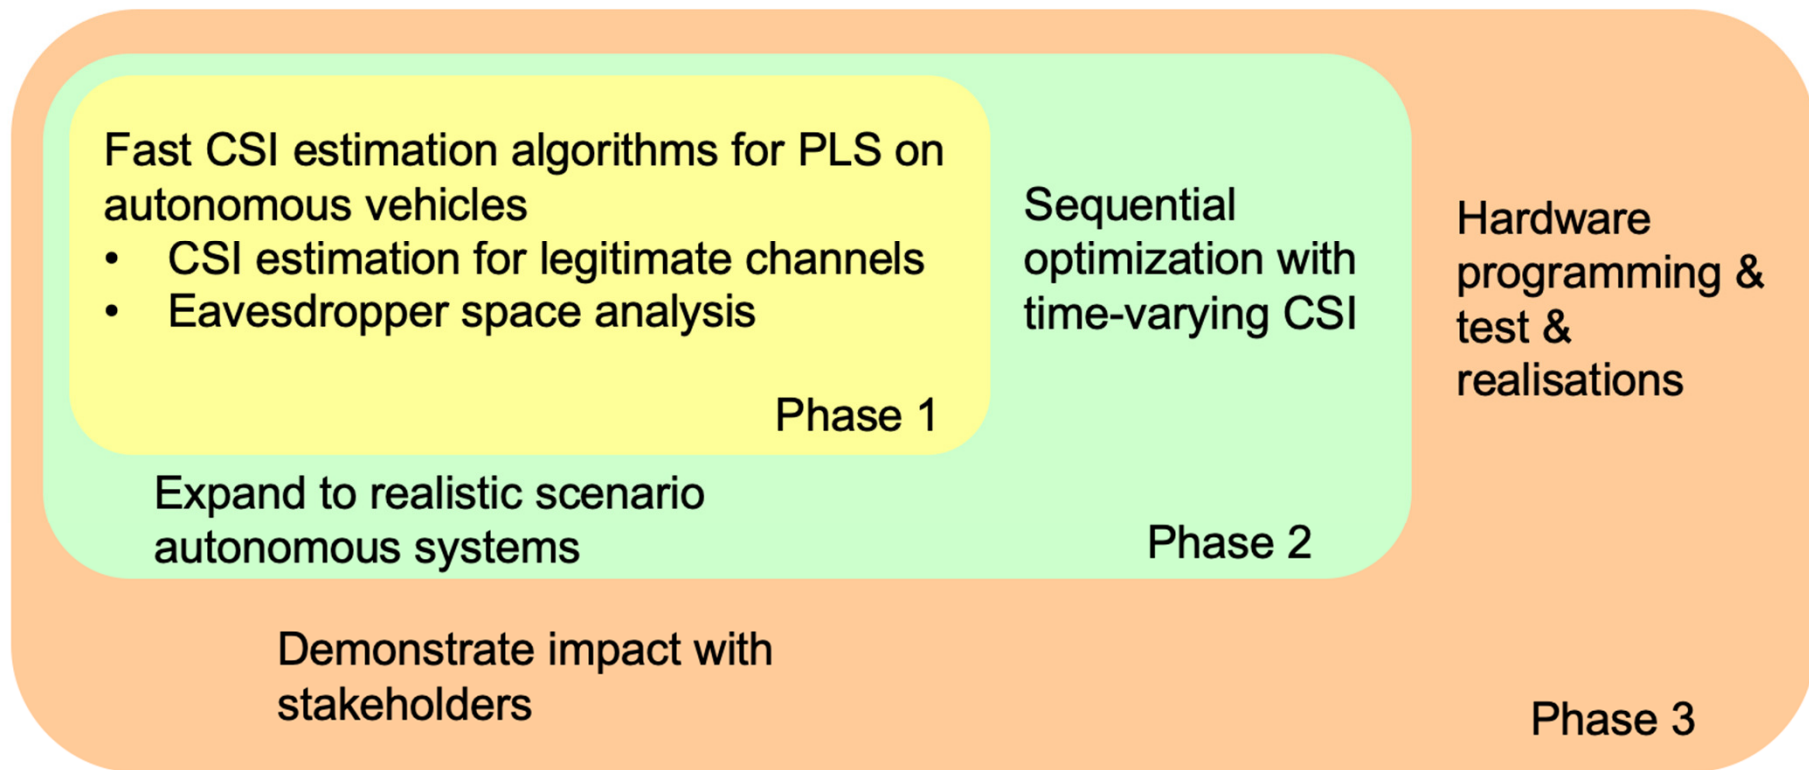 Fast CSI estimation algorithms for PLS on
autonomous vehicles
• CSI estimation for legitimate channels
• Eavesdropper space analysis
Phase 1
Sequential
optimization with
time-varying CSI
Expand to realistic scenario
autonomous systems
Phase 2
Hardware
programming &
test &
realisations
Demonstrate impact with
stakeholders
Phase 3